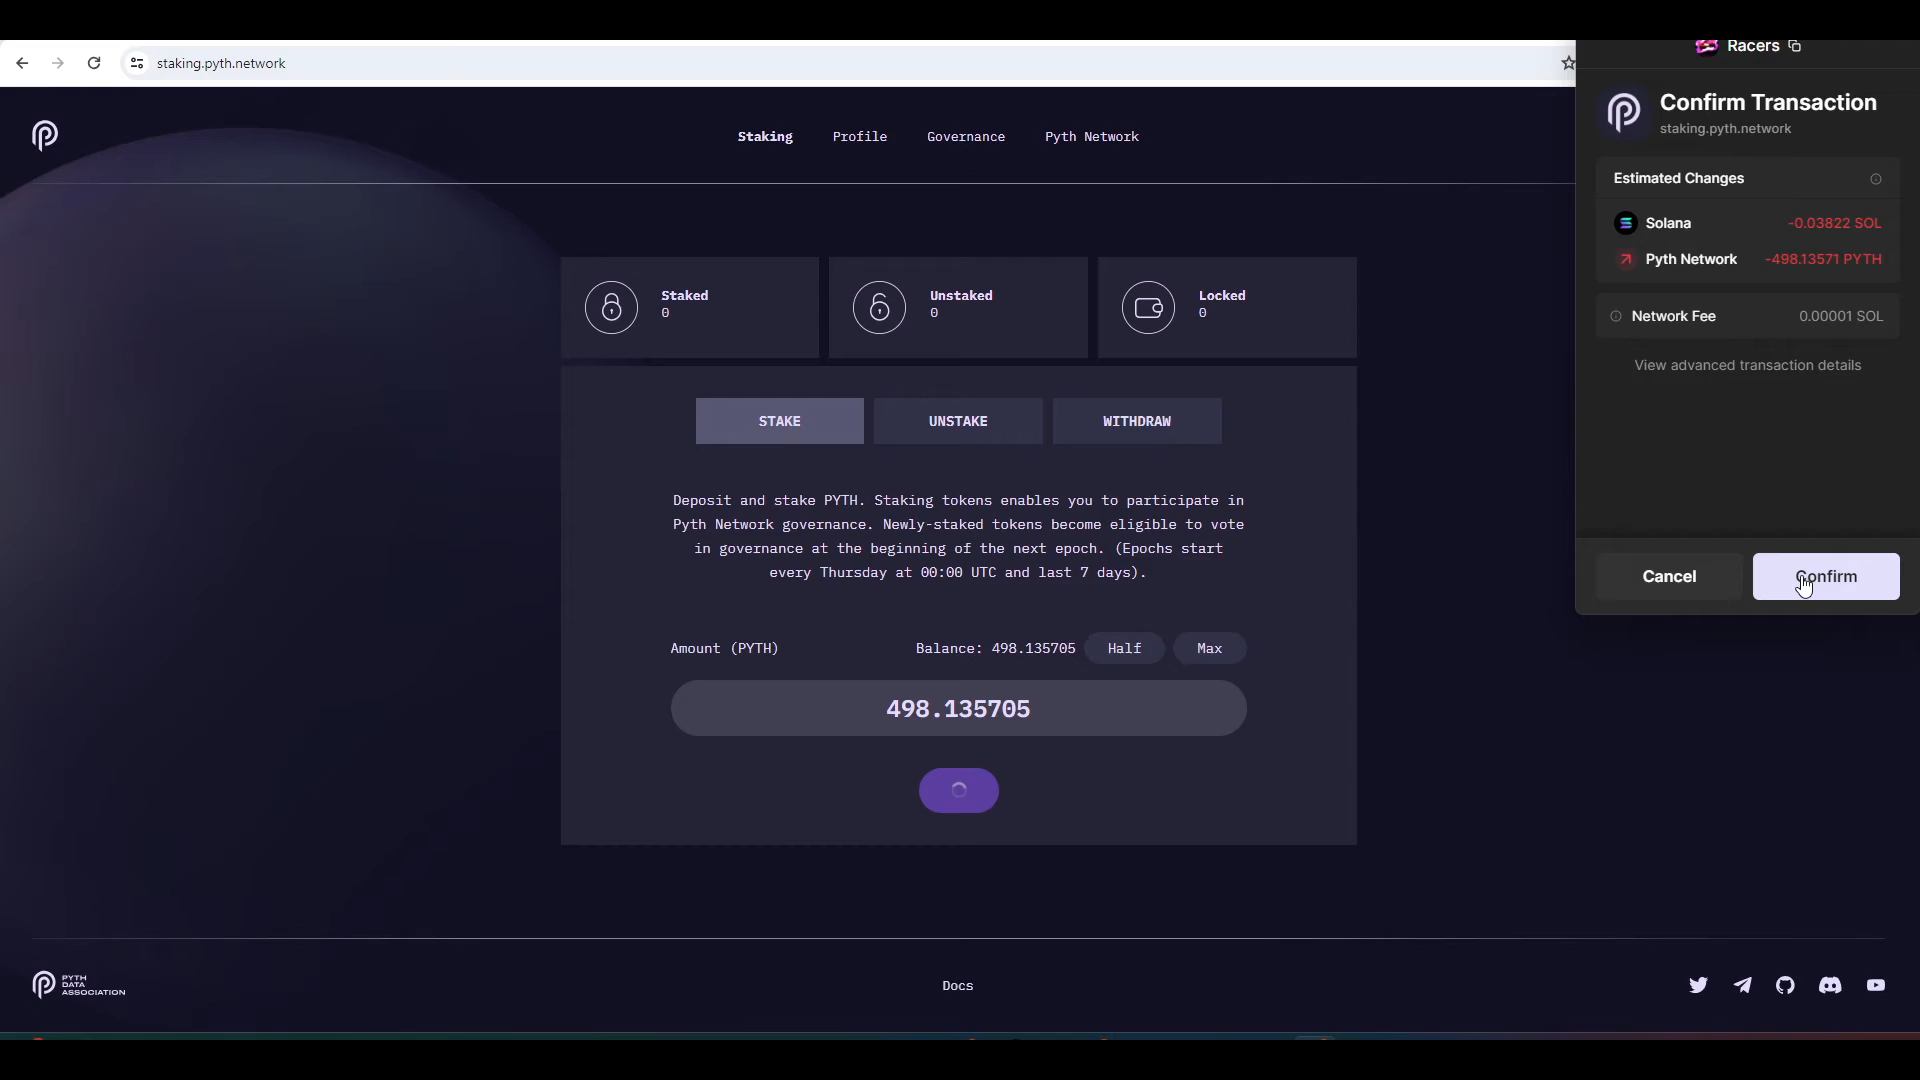 staking.pyth.network
Racers
Staking Profile Governance Pyth Network
Confirm Transaction
staking.pyth.network
Estimated Changes
Solana -0.03822 SOL
Pyth Network -498.13571 PYTH
Network Fee 0.00001 SOL
View advanced transaction details
Cancel Confirm
Staked
0
Unstaked
0
Locked
0
STAKE UNSTAKE WITHDRAW
Deposit and stake PYTH. Staking tokens enables you to participate in
Pyth Network governance. Newly-staked tokens become eligible to vote
in governance at the beginning of the next epoch. (Epochs start
every Thursday at 00:00 UTC and last 7 days).
Amount (PYTH) Balance: 498.135705 Half Max
498.135705
PYTH
DATA
ASSOCIATION
Docs